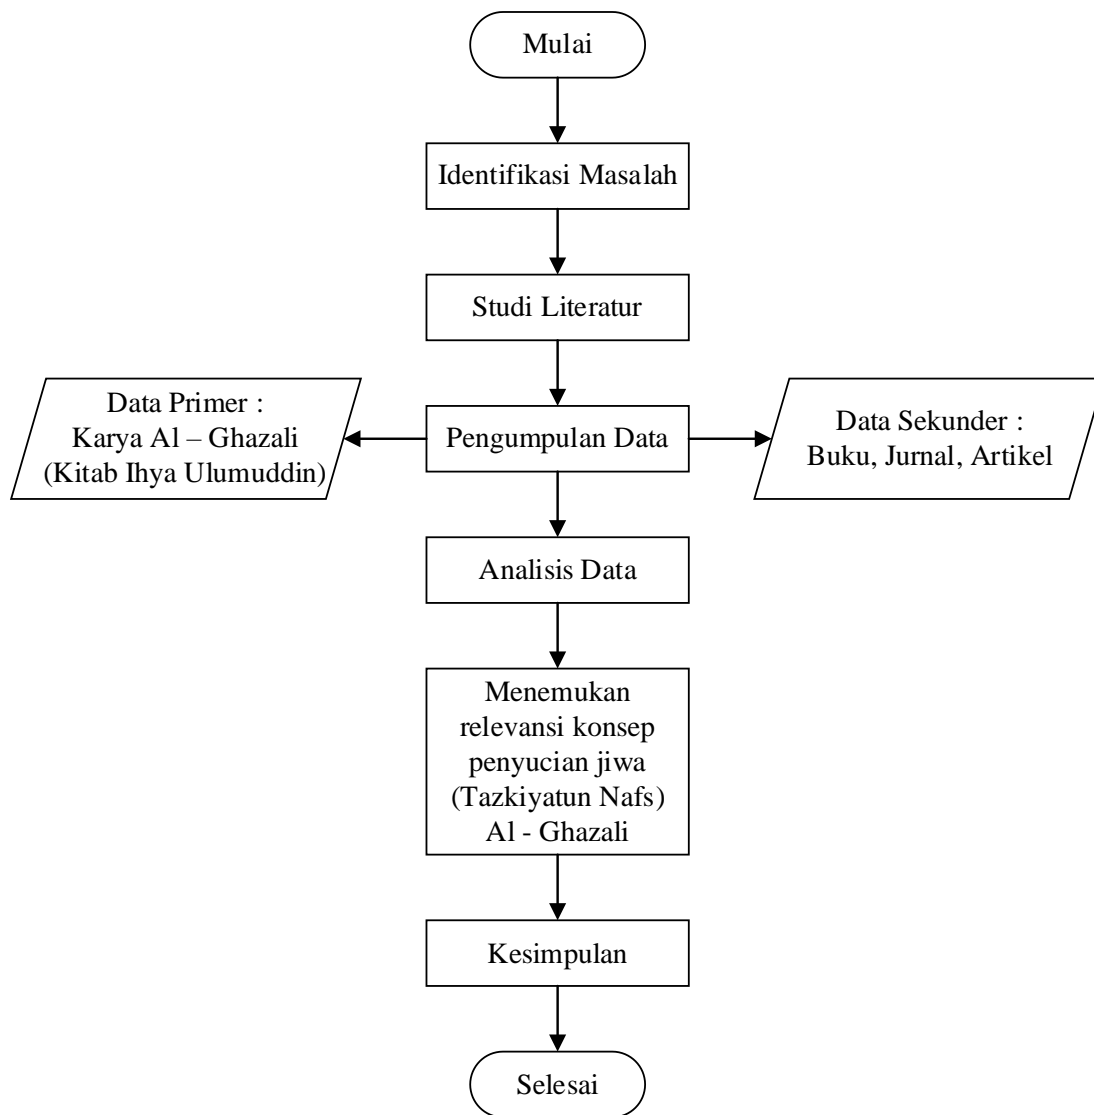 Mulai
Identifikasi Masalah
Studi Literatur
Data Primer :
Karya Al – Ghazali
(Kitab Ihya Ulumuddin)
Pengumpulan Data
Data Sekunder :
Buku, Jurnal, Artikel
Analisis Data
Menemukan
relevansi konsep
penyucian jiwa
(Tazkiyatun Nafs)
Al - Ghazali
Kesimpulan
Selesai